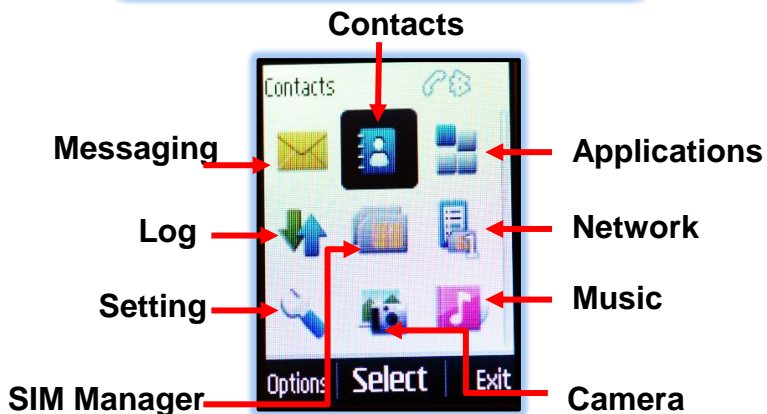 Contacts
Contacts
Messaging
Applications
Log
Network
Setting
Music
Options Select Exit
SIM Manager
Camera